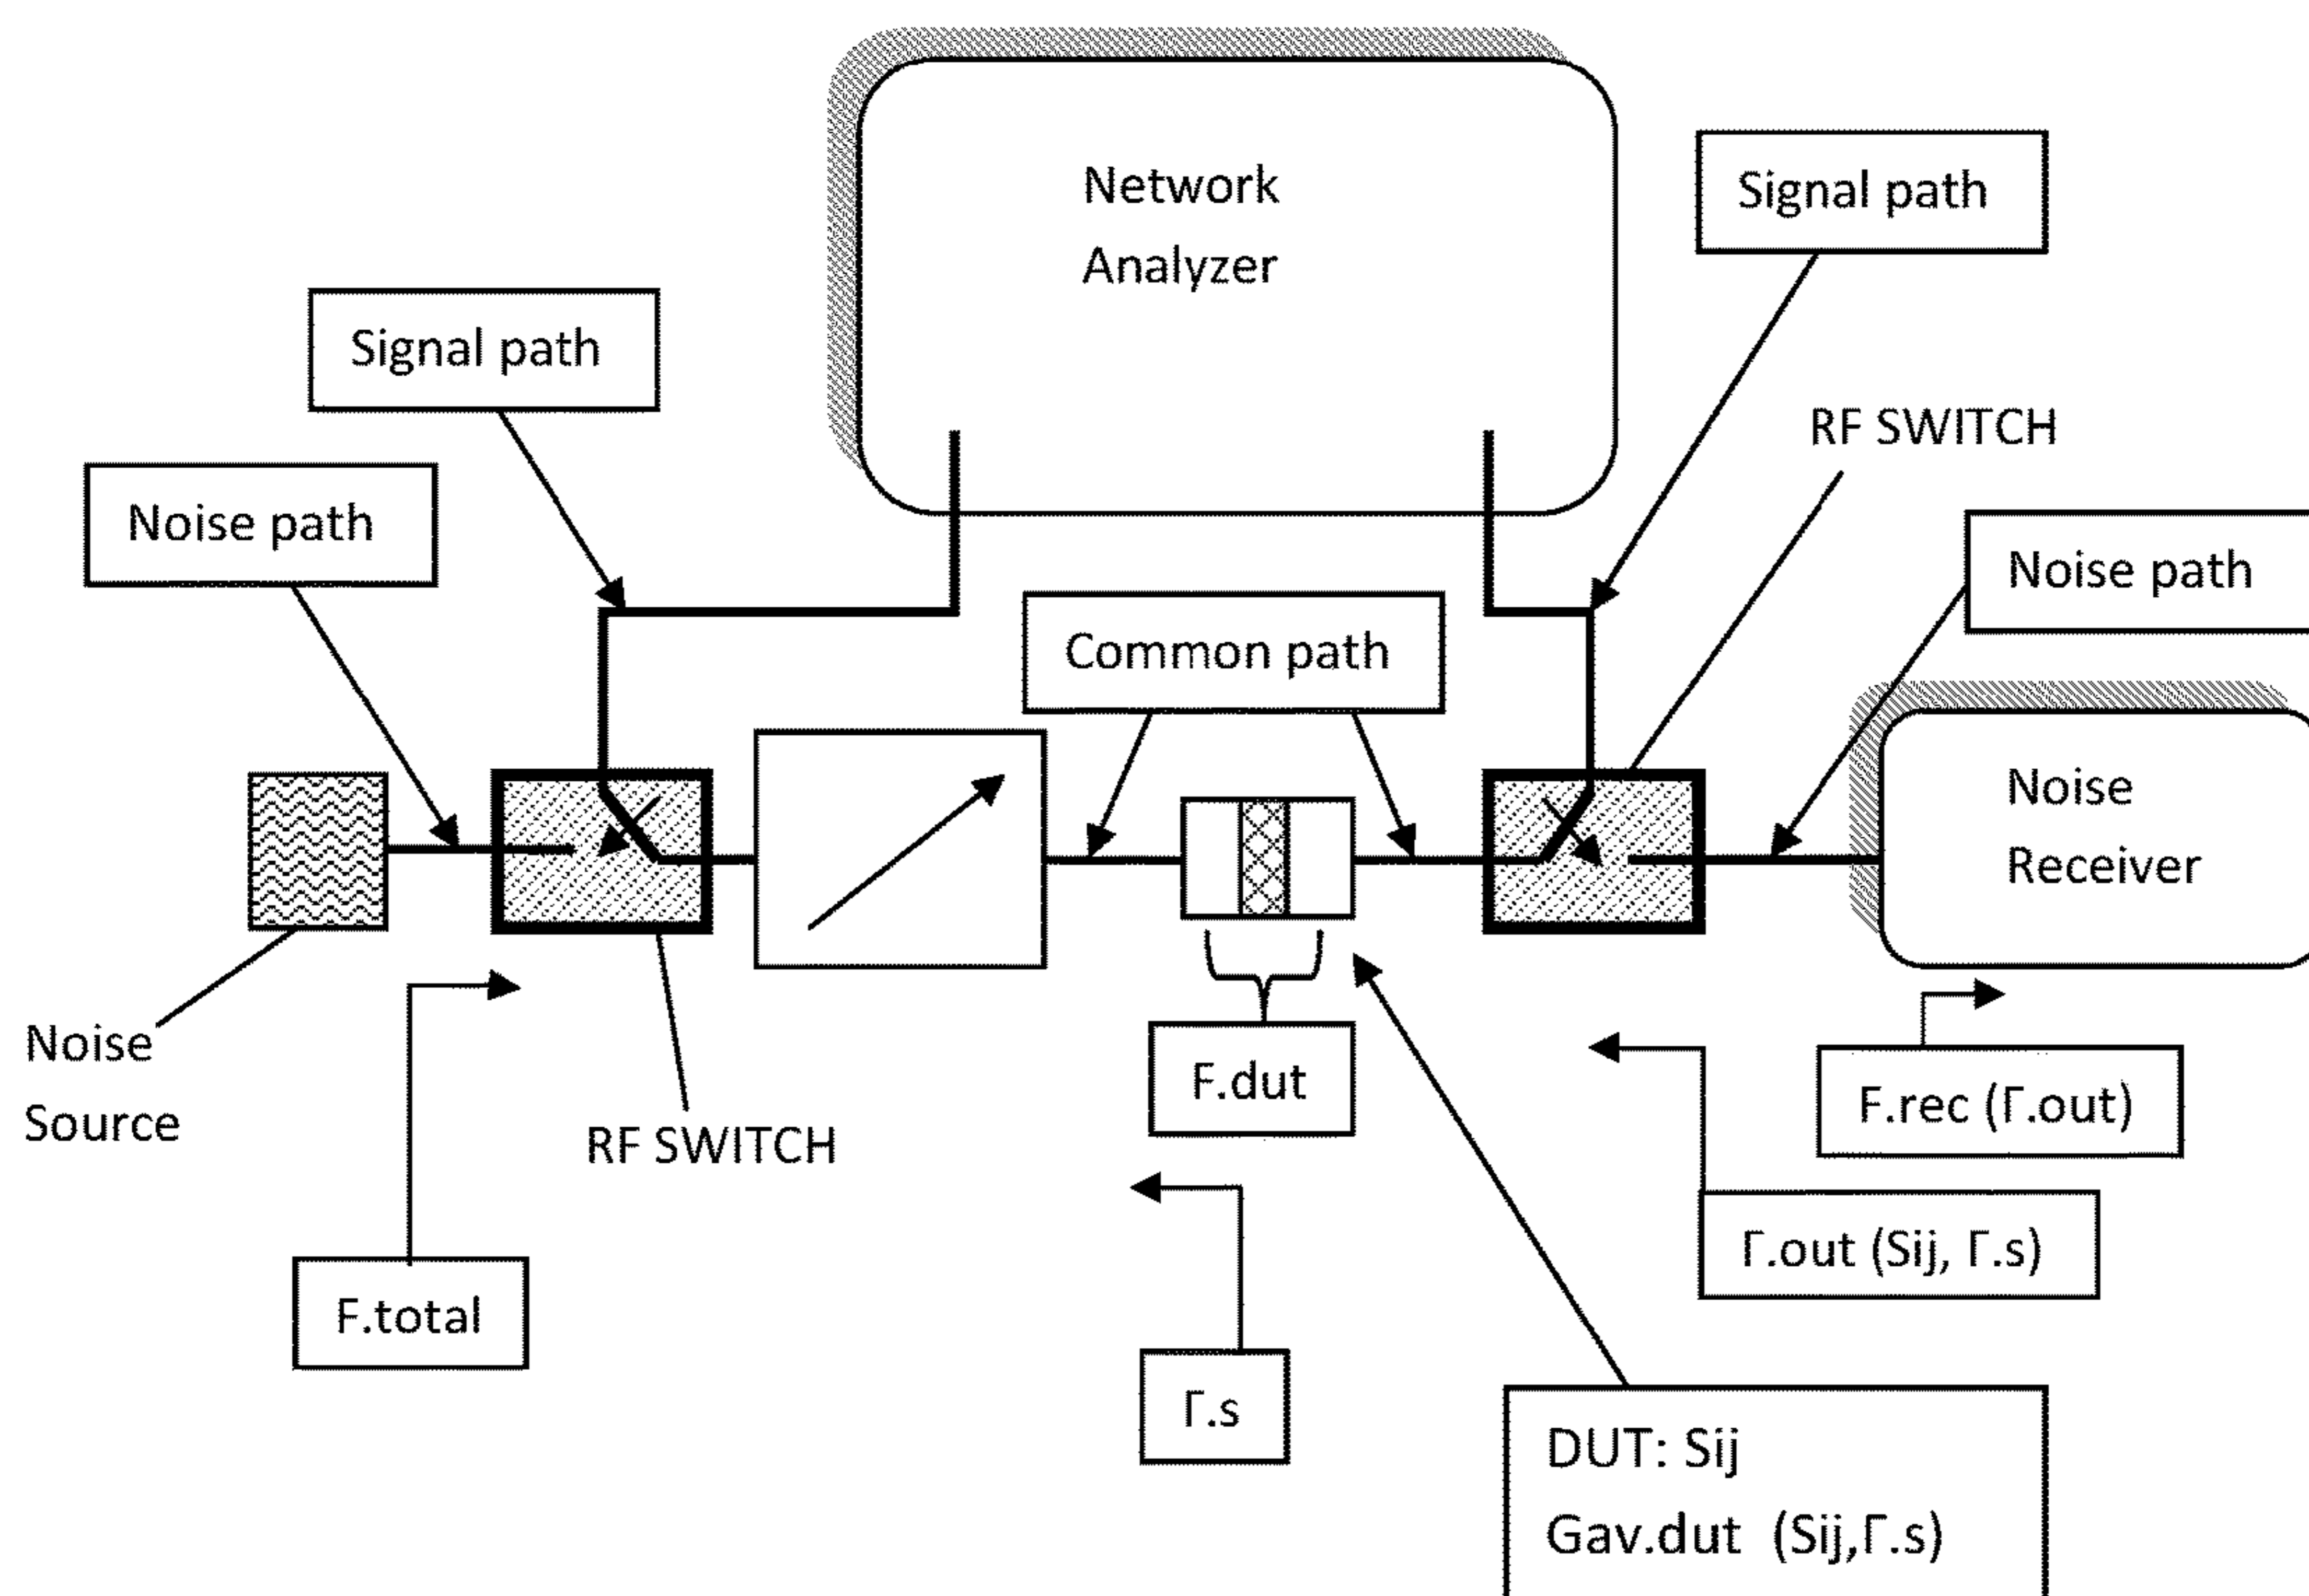 Network
Analyzer
Signal path
Signal path
RF SWITCH
Noise path
Noise path
Common path
Noise
Receiver
Noise
Source
RF SWITCH
F.dut
F.rec (Γ.out)
Γ.out (Sij, Γ.s)
F.total
Γ.s
DUT: Sij
Gav.dut (Sij,Γ.s)